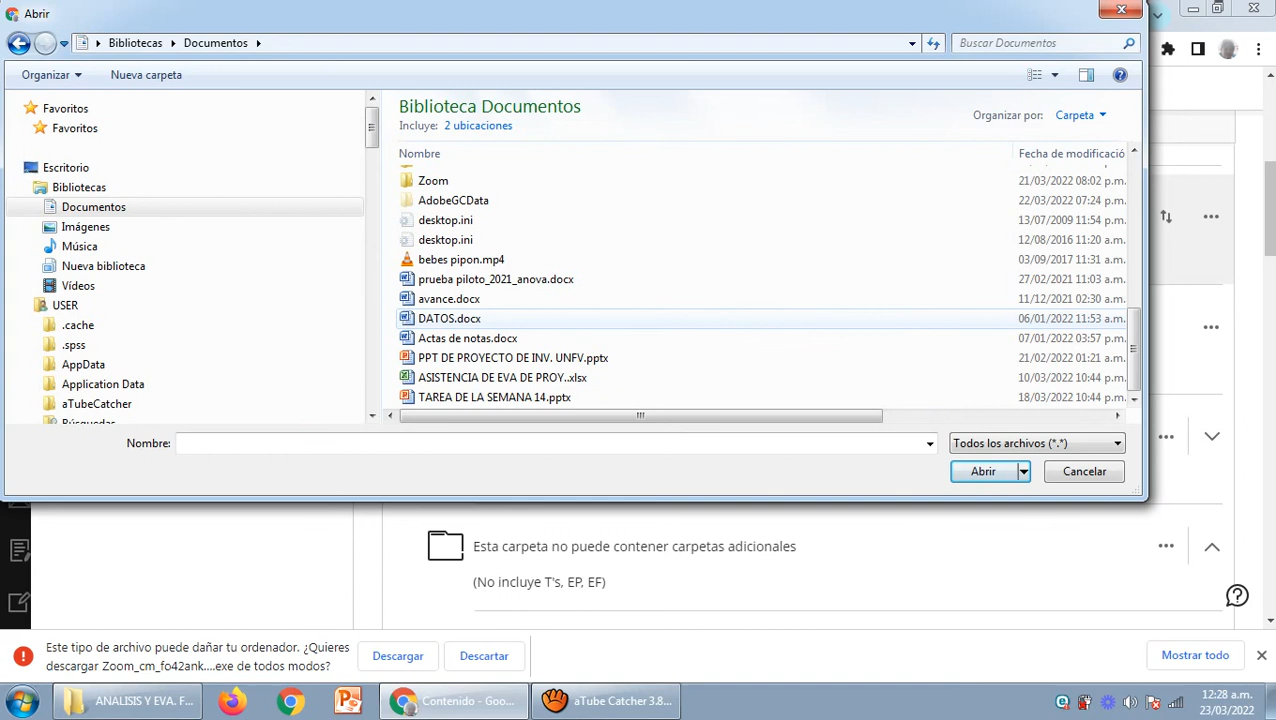 Abrir
Bibliotecas Documentos
Buscar Documentos
Organizar
Nueva carpeta
Favoritos
Favoritos
Escritorio
Bibliotecas
Documentos
Imágenes
Música
Nueva biblioteca
Vídeos
USER
.cache
.spss
AppData
Application Data
aTubeCatcher
Búsquedas
Biblioteca Documentos
Incluye: 2 ubicaciones
Organizar por: Carpeta
Nombre Fecha de modificació
Zoom 21/03/2022 08:02 p.m.
AdobeGCData 22/03/2022 07:24 p.m.
desktop.ini 13/07/2009 11:54 p.m.
desktop.ini 12/08/2016 11:20 a.m.
bebes pipon.mp4 03/09/2017 11:31 a.m.
prueba piloto_2021_anova.docx 27/02/2021 11:03 a.m.
avance.docx 11/12/2021 02:30 a.m.
DATOS.docx 06/01/2022 11:53 a.m.
Actas de notas.docx 07/01/2022 03:57 p.m.
PPT DE PROYECTO DE INV. UNFV.pptx 21/02/2022 01:21 a.m.
ASISTENCIA DE EVA DE PROY..xlsx 10/03/2022 10:44 p.m.
TAREA DE LA SEMANA 14.pptx 18/03/2022 10:44 p.m.
Nombre:
Todos los archivos (*.*)
Abrir
Cancelar
Esta carpeta no puede contener carpetas adicionales
(No incluye T's, EP, EF)
Este tipo de archivo puede dañar tu ordenador. ¿Quieres
descargar Zoom_cm_fo42ank....exe de todos modos?
Descargar
Descartar
Mostrar todo
ANALISIS Y EVA. F...
Contenido - Goo...
aTube Catcher 3.8...
12:28 a.m.
23/03/2022